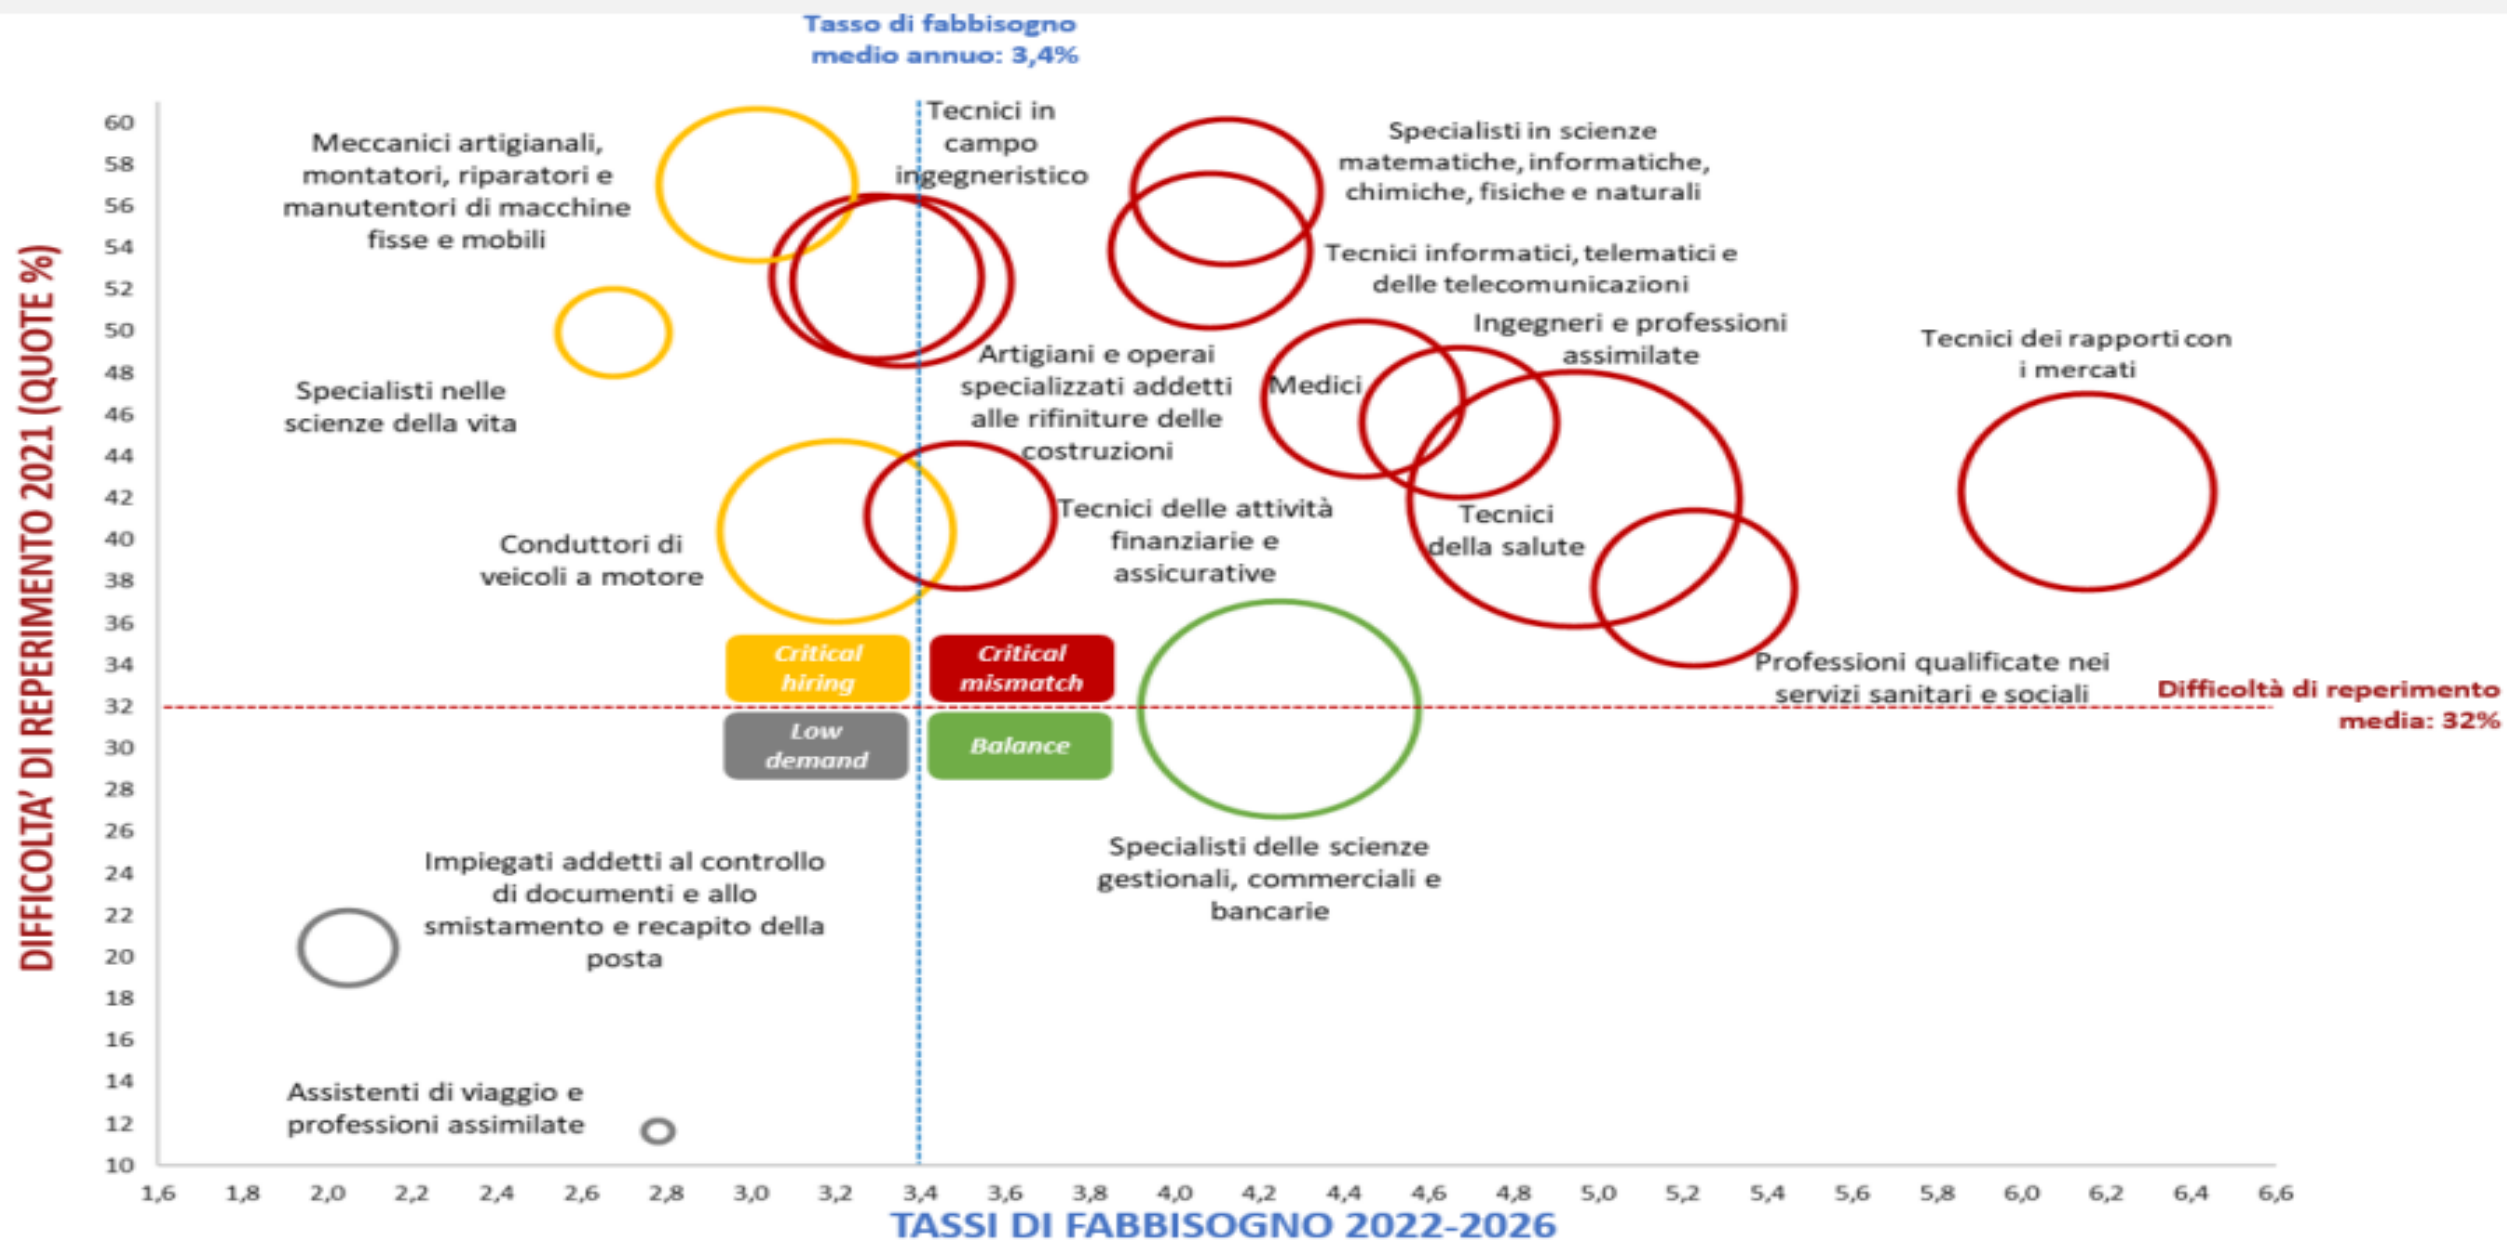 Tasso di fabbisogno
medio annuo: 3,4%
DIFFICOLTA' DI REPERIMENTO 2021 (QUOTE %)
60
58
56
54
52
50
48
46
44
42
40
38
36
34
32
30
28
26
24
22
20
18
16
14
12
10
Meccanici artigianali,
montatori, riparatori e
manutentori di macchine
fisse e mobili
Tecnici in
campo
ingegneristico
Specialisti in scienze
matematiche, informatiche,
chimiche, fisiche e naturali
Tecnici informatici, telematici e
delle telecomunicazioni
Ingegneri e professioni
assimilate
Tecnici dei rapporti con
i mercati
Specialisti nelle
scienze della vita
Artigiani e operai
specializzati addetti
alle rifiniture delle
costruzioni
Medici
Conduttori di
veicoli a motore
Tecnici delle attività
finanziarie e
assicurative
Tecnici
della salute
Critical
hiring
Critical
mismatch
Professioni qualificate nei
servizi sanitari e sociali
Difficoltà di reperimento
media: 32%
Low
demand
Balance
Impiegati addetti al controllo
di documenti e allo
smistamento e recapito della
posta
Specialisti delle scienze
gestionali, commerciali e
bancarie
Assistenti di viaggio e
professioni assimilate
1,6 1,8 2,0 2,2 2,4 2,6 2,8 3,0 3,2 3,4 3,6 3,8 4,0 4,2 4,4 4,6 4,8 5,0 5,2 5,4 5,6 5,8 6,0 6,2 6,4 6,6
TASSI DI FABBISOGNO 2022-2026